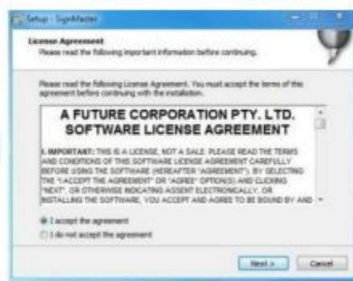 Setup - SignMaster
License Agreement
Please read the following important information before continuing.
Please read the following License Agreement. You must accept the terms of this
agreement before continuing with the installation.
A FUTURE CORPORATION PTY. LTD.
SOFTWARE LICENSE AGREEMENT
I. IMPORTANT: THIS IS A LICENSE, NOT A SALE. PLEASE READ THE TERMS
AND CONDITIONS OF THIS SOFTWARE LICENSE AGREEMENT CAREFULLY
BEFORE USING THE SOFTWARE (HEREAFTER "AGREEMENT"). BY SELECTING
THE "I ACCEPT THE AGREEMENT" OR "AGREE" OPTION(S) AND CLICKING
"NEXT", OR OTHERWISE INDICATING ASSENT ELECTRONICALLY, OR
INSTALLING THE SOFTWARE, YOU ACCEPT AND AGREE TO BE BOUND BY AND
I accept the agreement
I do not accept the agreement
Next >
Cancel